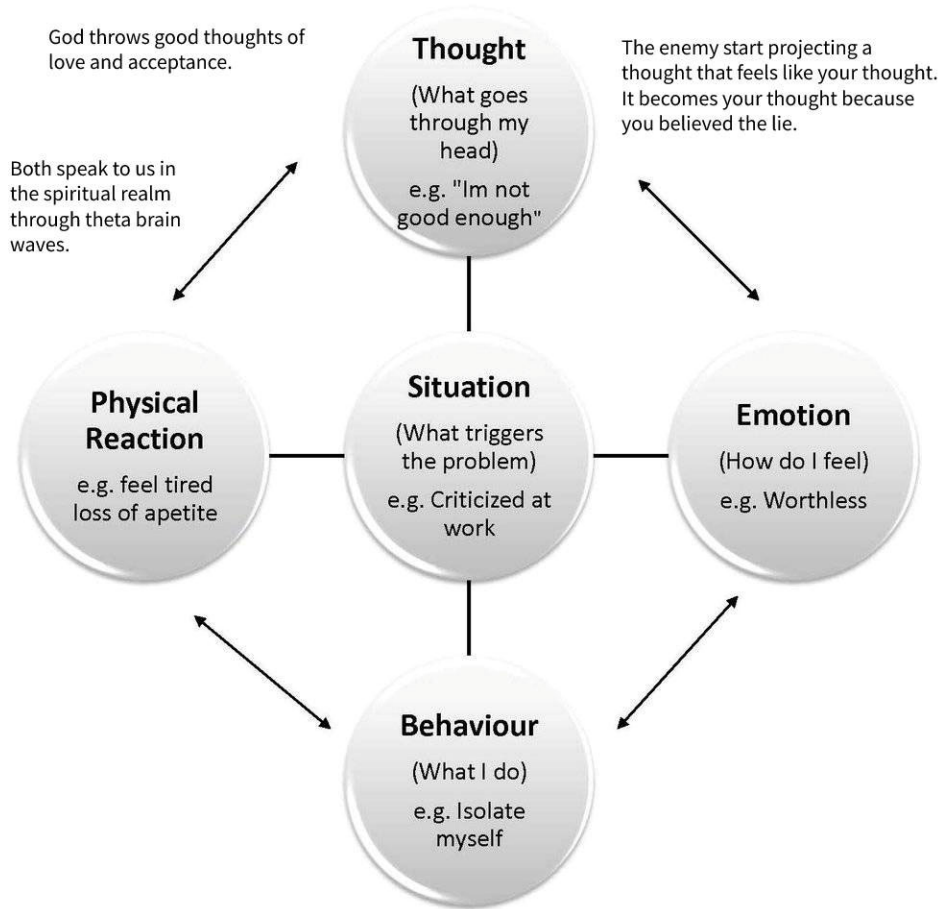 God throws good thoughts of
love and acceptance.
Thought
(What goes
through my
head)
e.g. "Im not
good enough"
The enemy start projecting a
thought that feels like your thought.
It becomes your thought because
you believed the lie.
Both speak to us in
the spiritual realm
through theta brain
waves.
Physical
Reaction
e.g. feel tired
loss of apetite
Situation
(What triggers
the problem)
e.g. Criticized at
work
Emotion
(How do I feel)
e.g. Worthless
Behaviour
(What I do)
e.g. Isolate
myself